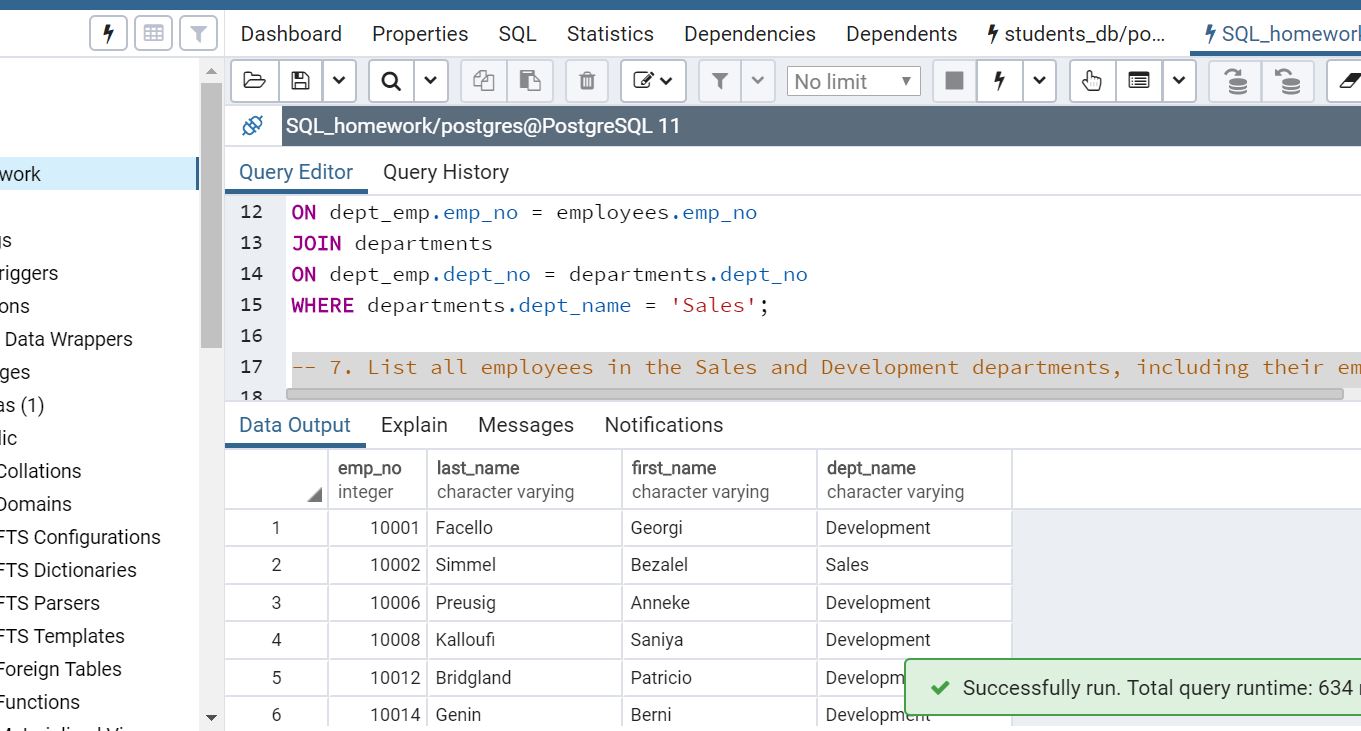 Dashboard Properties SQL Statistics Dependencies Dependents students_db/po... SQL_homework
No limit
SQL_homework/postgres@PostgreSQL 11
Query Editor Query History
work
gs
riggers
ons
Data Wrappers
ges
as (1)
lic
Collations
Domains
FTS Configurations
FTS Dictionaries
FTS Parsers
FTS Templates
Foreign Tables
Functions
12 ON dept_emp.emp_no = employees.emp_no
13 JOIN departments
14 ON dept_emp.dept_no = departments.dept_no
15 WHERE departments.dept_name = 'Sales';
16
17 -- 7. List all employees in the Sales and Development departments, including their em
18
Data Output Explain Messages Notifications
emp_no last_name first_name dept_name
integer character varying character varying character varying
1 10001 Facello Georgi Development
2 10002 Simmel Bezalel Sales
3 10006 Preusig Anneke Development
4 10008 Kalloufi Saniya Development
5 10012 Bridgland Patricio Developm
6 10014 Genin Berni Development
Successfully run. Total query runtime: 634